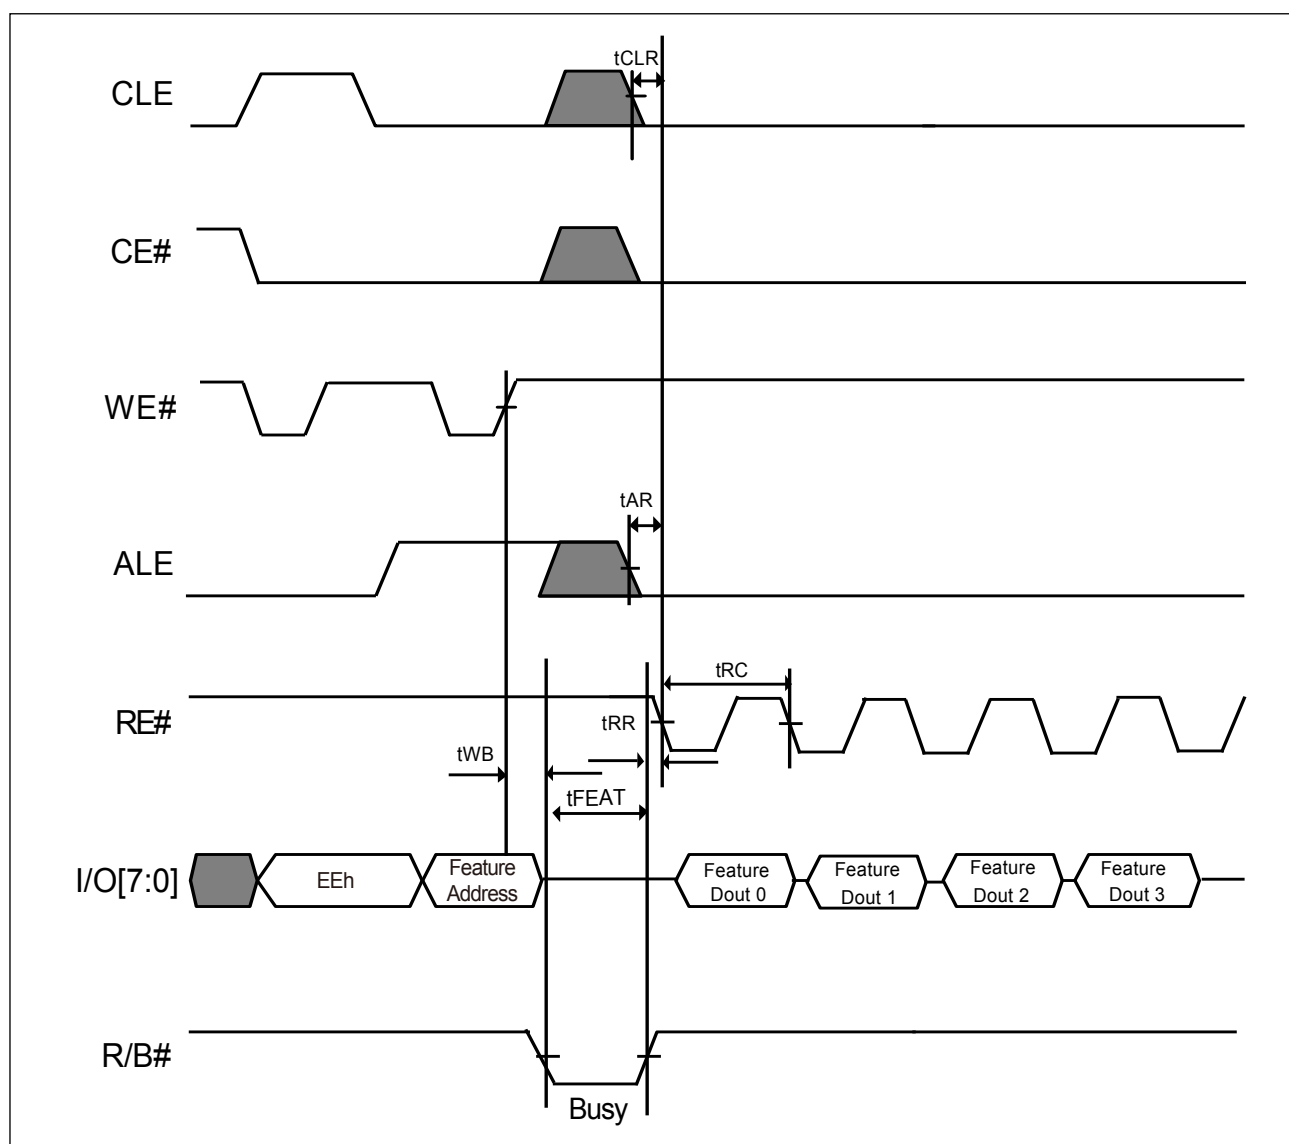 tCLR
CLE
CE#
WE#
tAR
ALE
tRC
RE#
tRR
tWB
tFEAT
I/O[7:0]
EEh
Feature
Address
Feature
Dout 0
Feature
Dout 1
Feature
Dout 2
Feature
Dout 3
R/B#
Busy